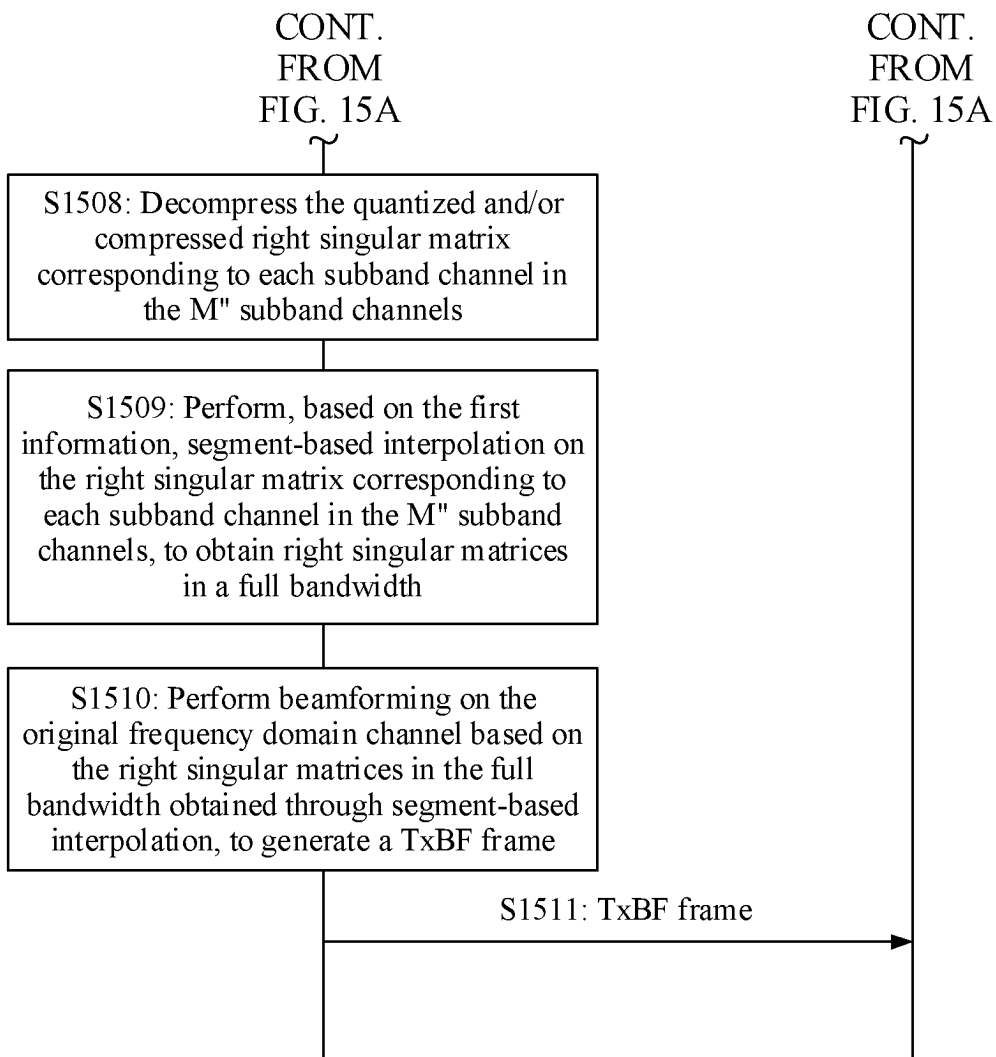 CONT.
FROM
FIG. 15A
CONT.
FROM
FIG. 15A
S1508: Decompress the quantized and/or
compressed right singular matrix
corresponding to each subband channel in
the M" subband channels
S1509: Perform, based on the first
information, segment-based interpolation on
the right singular matrix corresponding to
each subband channel in the M" subband
channels, to obtain right singular matrices
in a full bandwidth
S1510: Perform beamforming on the
original frequency domain channel based on
the right singular matrices in the full
bandwidth obtained through segment-based
interpolation, to generate a TxBF frame
S1511: TxBF frame